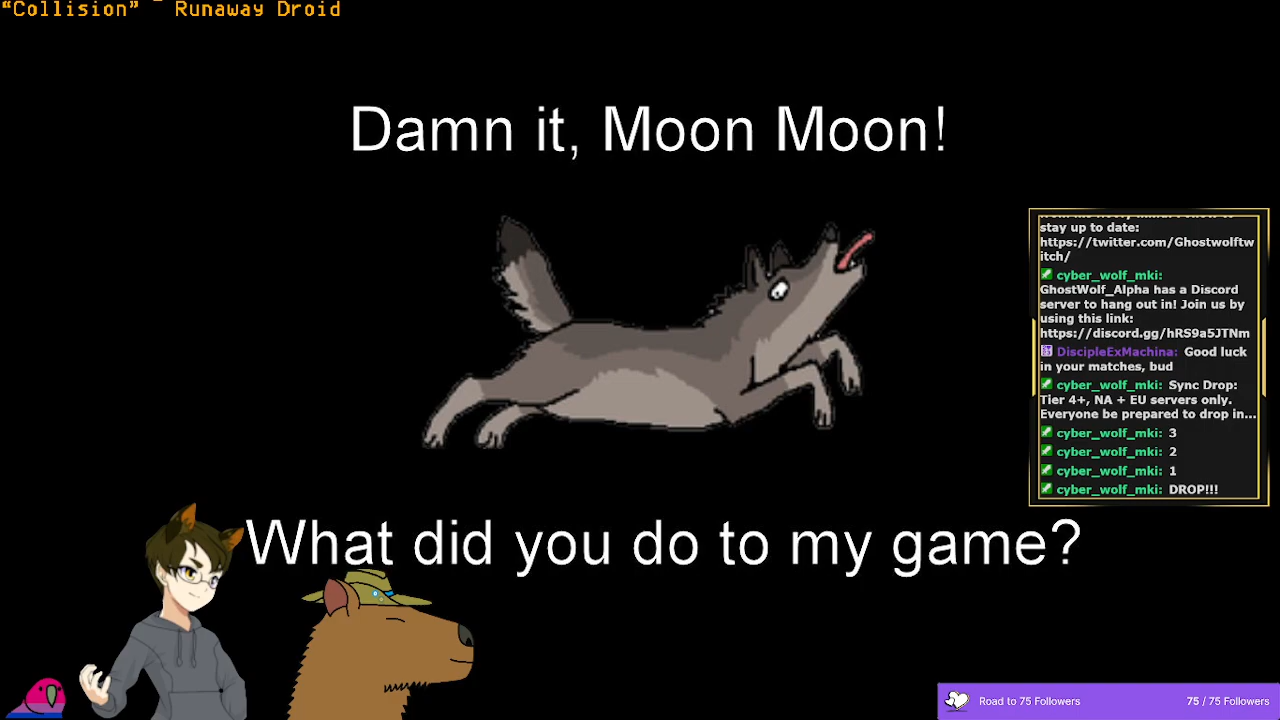 “Collision” ~ Runaway Droid
Damn it, Moon Moon!
stay up to date:
https://twitter.com/Ghostwolftw
itch/
cyber_wolf_mki:
GhostWolf_Alpha has a Discord
server to hang out in! Join us by
using this link:
https://discord.gg/hRS9a5JTNm
DiscipleExMachina: Good luck
in your matches, bud
cyber_wolf_mki: Sync Drop:
Tier 4+, NA + EU servers only.
Everyone be prepared to drop in...
cyber_wolf_mki: 3
cyber_wolf_mki: 2
cyber_wolf_mki: 1
cyber_wolf_mki: DROP!!!
What did you do to my game?
Road to 75 Followers
75 / 75 Followers